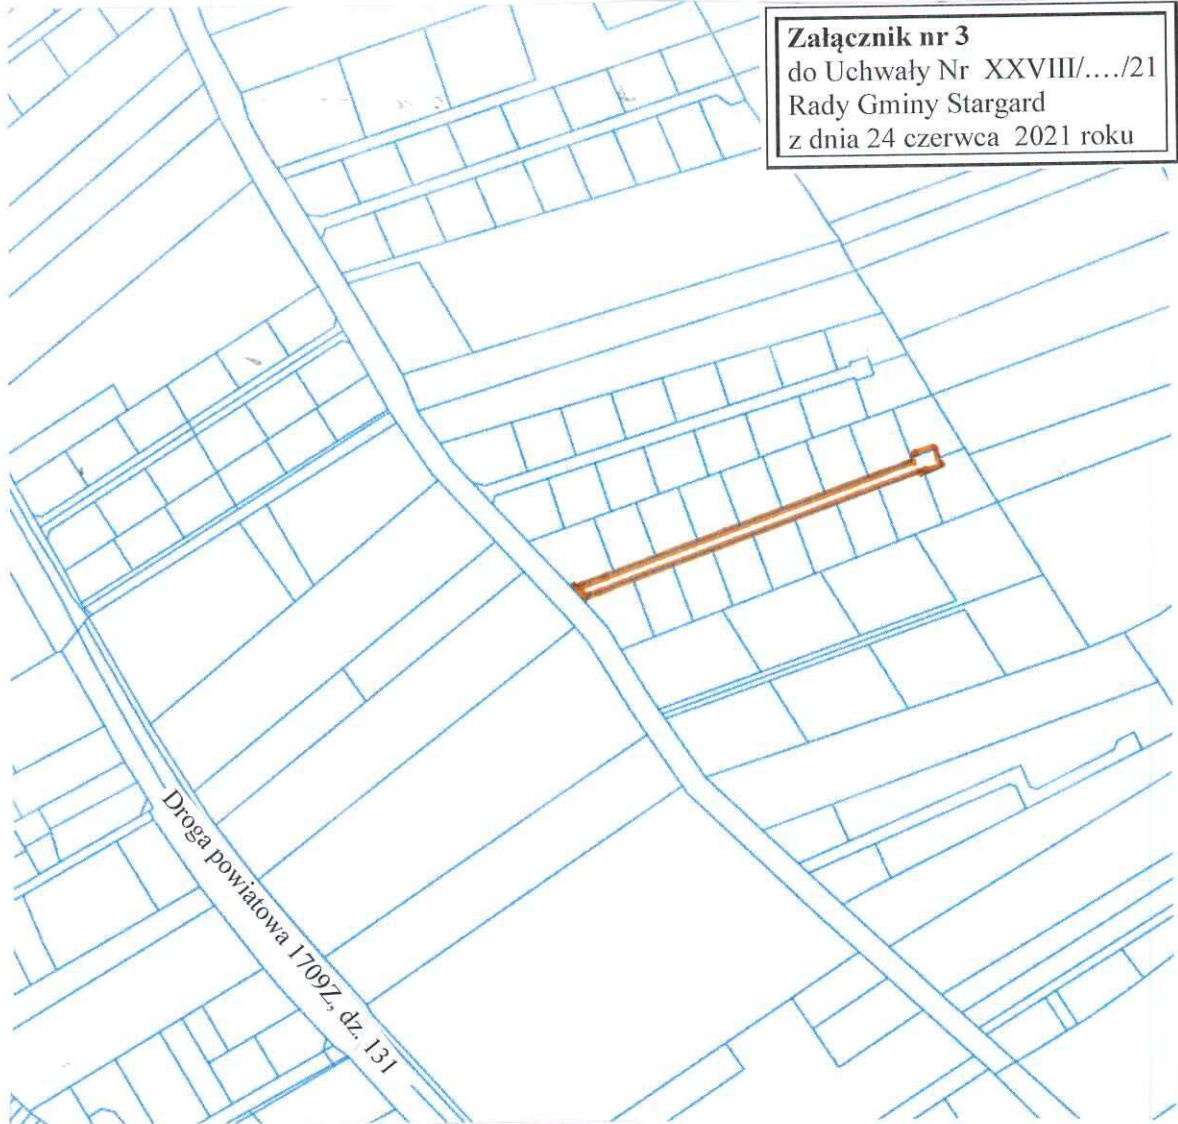 Załącznik nr 3
do Uchwały Nr XXVIII/..../21
Rady Gminy Stargard
z dnia 24 czerwca 2021 roku
Droga powiatowa 1709Z, dz. 131